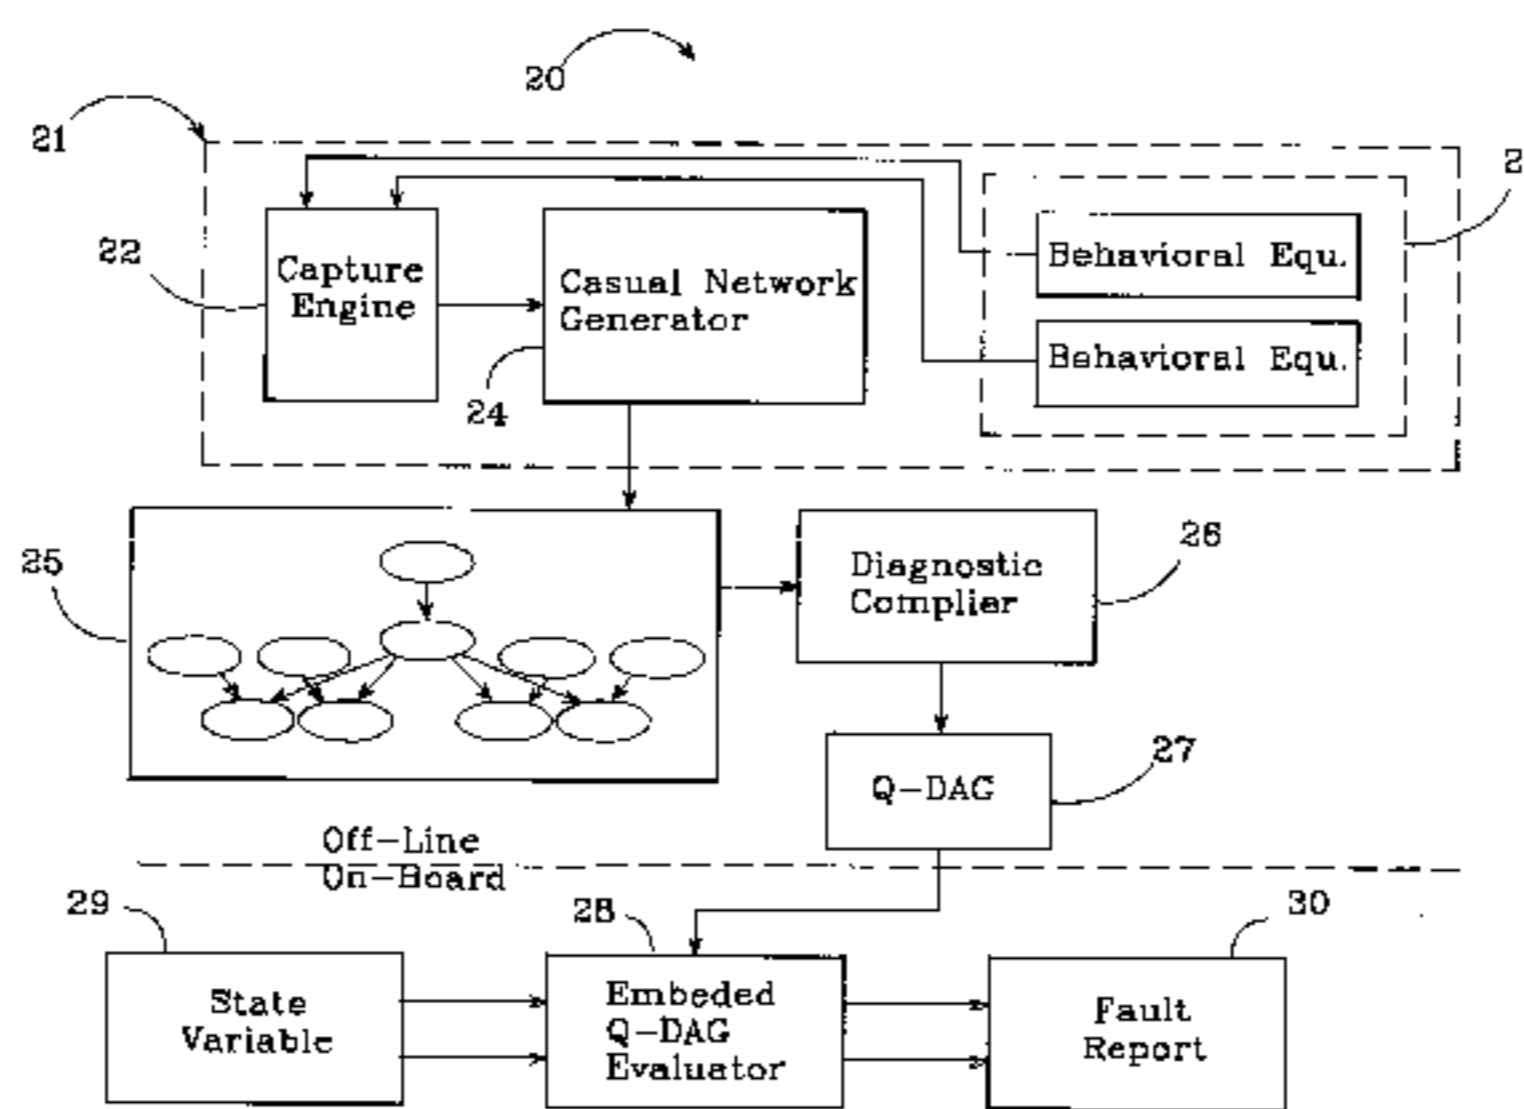 20
21
2
22
Capture
Engine
Casual Network
Generator
Behavioral Equ.
Behavioral Equ.
24
25
Diagnostic
Complier
26
Q-DAG
27
Off-Line
On-Board
29
28
30
State
Variable
Embeded
Q-DAG
Evaluator
Fault
Report